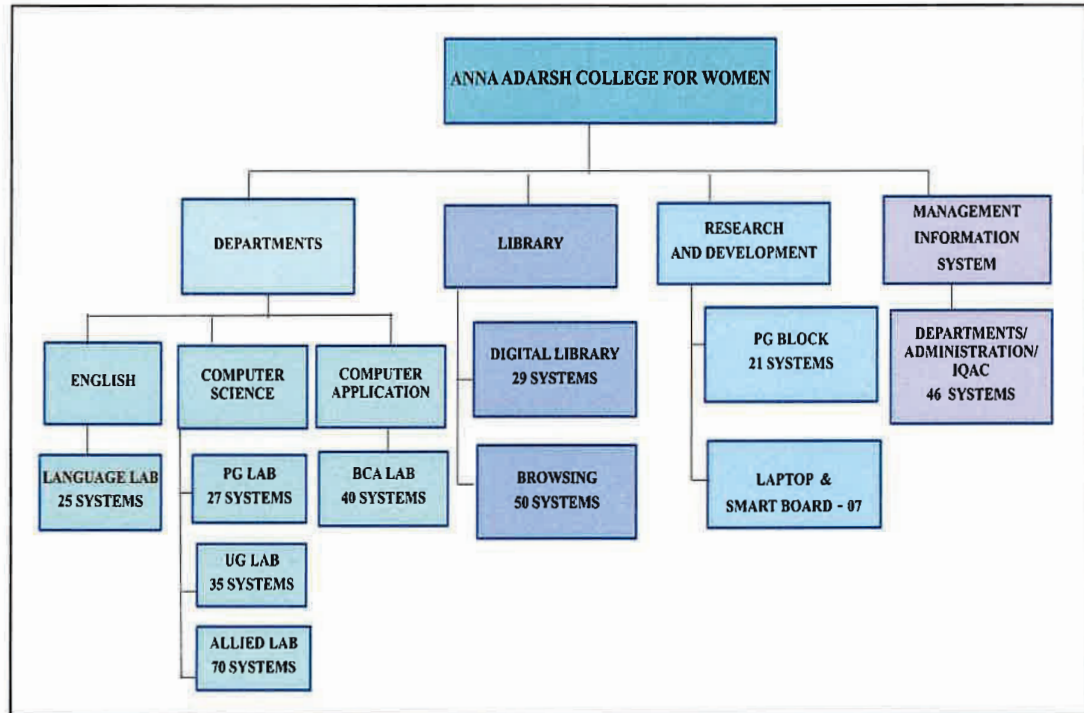 ANNA ADARSH COLLEGE FOR WOMEN
DEPARTMENTS
LIBRARY
RESEARCH
AND DEVELOPMENT
MANAGEMENT
INFORMATION
SYSTEM
ENGLISH
COMPUTER
SCIENCE
COMPUTER
APPLICATION
DIGITAL LIBRARY
29 SYSTEMS
PG BLOCK
21 SYSTEMS
DEPARTMENTS/
ADMINISTRATION/
IQAC
46 SYSTEMS
LANGUAGE LAB
25 SYSTEMS
PG LAB
27 SYSTEMS
BCA LAB
40 SYSTEMS
BROWSING
50 SYSTEMS
LAPTOP &
SMART BOARD - 07
UG LAB
35 SYSTEMS
ALLIED LAB
70 SYSTEMS